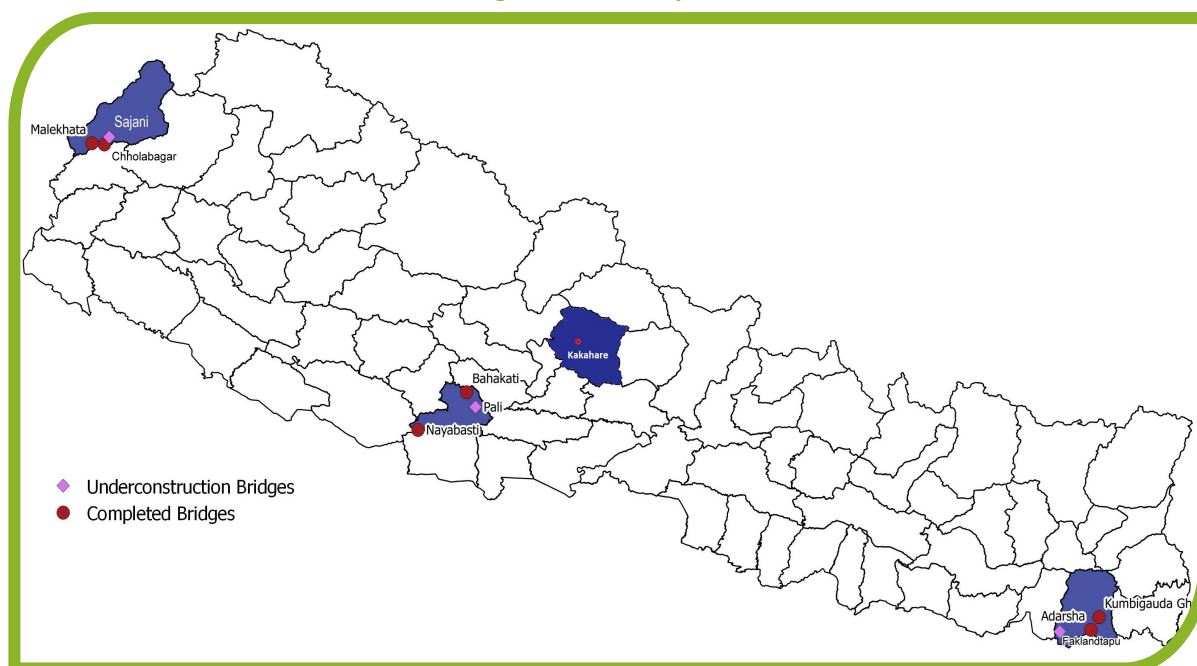 Malekhata
Sajani
Chholabagar
Kakahare
Bahakati
Pali
Nayabasti
Underconstruction Bridges
Completed Bridges
Kumbigauda Gh
Adarsha
Faklandtapu